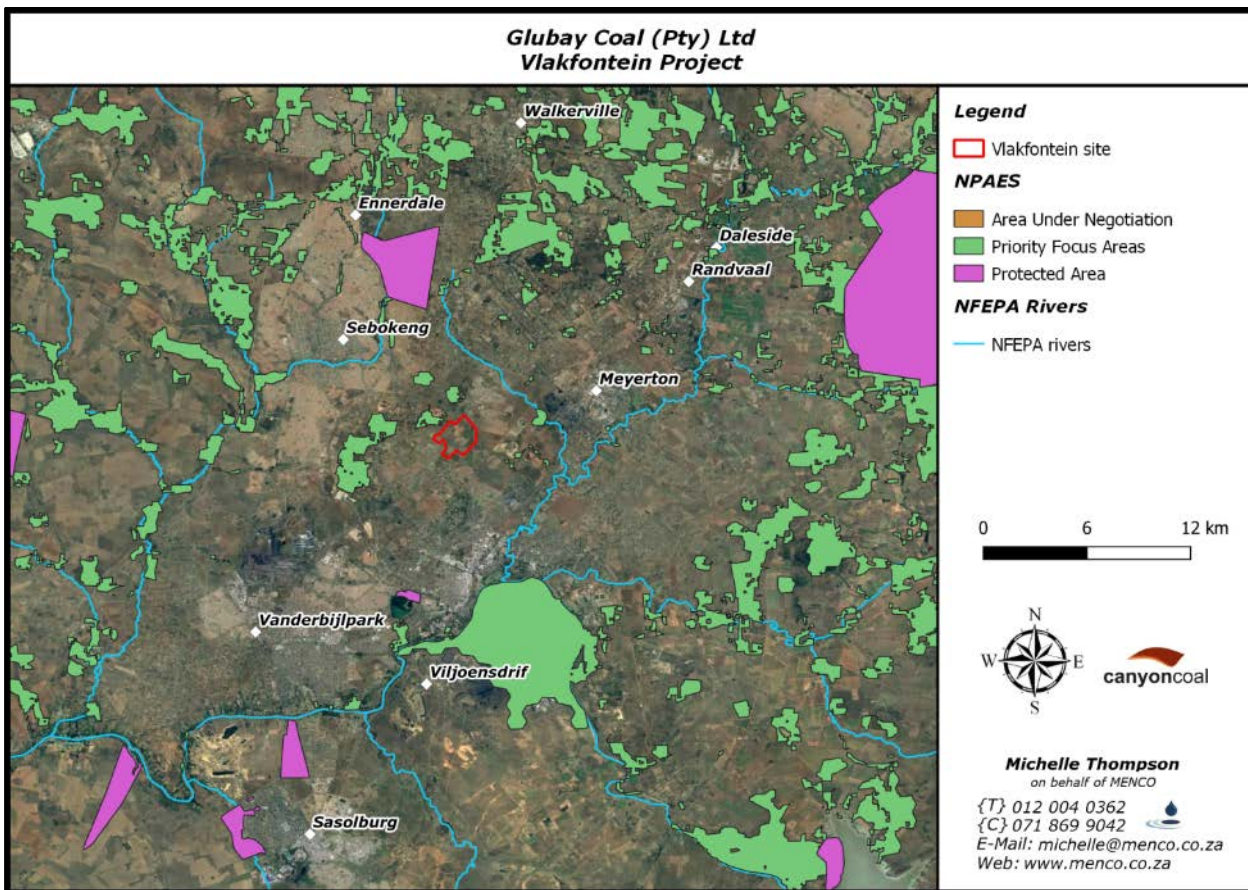 Glubay Coal (Pty) Ltd
Vlakfontein Project
Walkerville
Ennerdale
Daleside
Randvaal
Sebokeng
Meyerton
Vanderbijlpark
Viljoensdrif
Sasolburg
Legend
Vlakfontein site
NPAES
Area Under Negotiation
Priority Focus Areas
Protected Area
NFEPA Rivers
NFEPA rivers
0 6 12 km
N
W E
S
canyoncoal
Michelle Thompson
on behalf of MENCO
{T} 012 004 0362
{C} 071 869 9042
E-Mail: michelle@menco.co.za
Web: www.menco.co.za